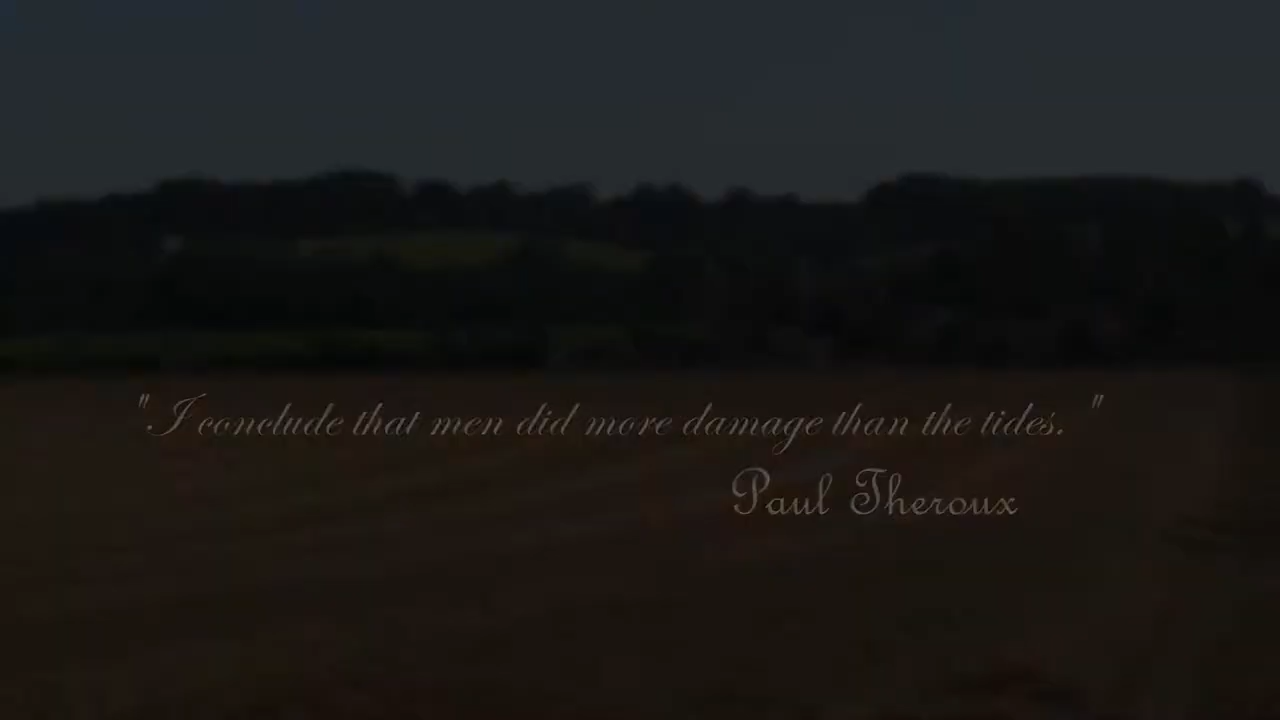 "I conclude that men did more damage than the tides. "
Paul Theroux